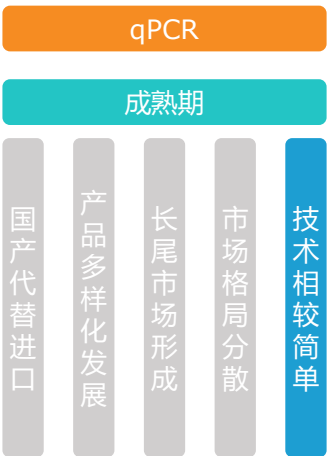 qPCR
成熟期
国产代替进口
产品多样化发展
长尾市场形成
市场格局分散
技术相较简单